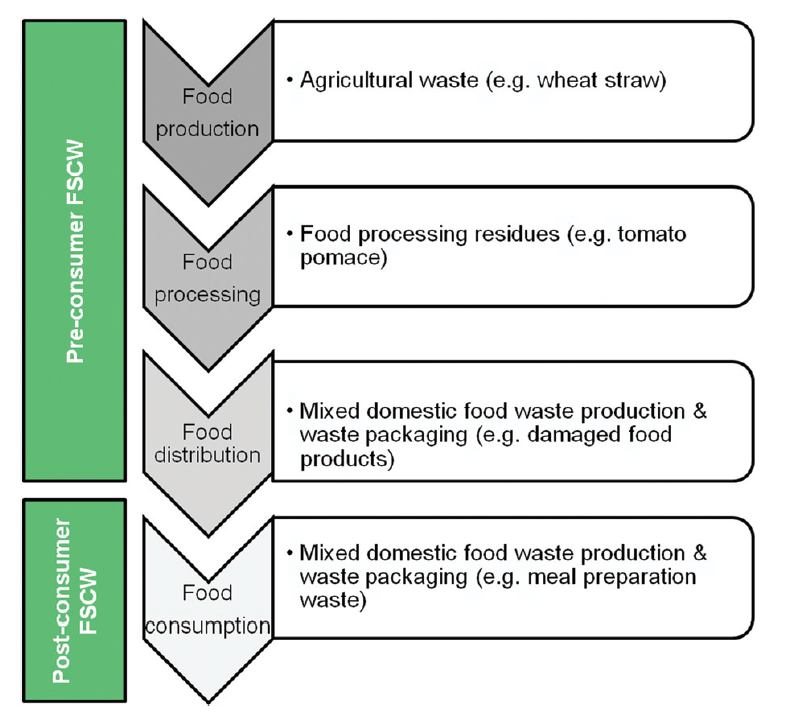 Pre-consumer FSCW
Food
production
• Agricultural waste (e.g. wheat straw)
Food
processing
• Food processing residues (e.g. tomato
pomace)
Food
distribution
• Mixed domestic food waste production &
waste packaging (e.g. damaged food
products)
Post-consumer
FSCW
Food
consumption
• Mixed domestic food waste production &
waste packaging (e.g. meal preparation
waste)